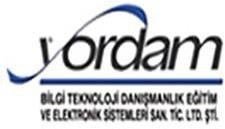 yordam
BİLGİ TEKNOLOJİ DANIŞMANLIK EĞİTİM
VE ELEKTRONİK SİSTEMLERİ SAN. TİC. LTD. ŞTİ.